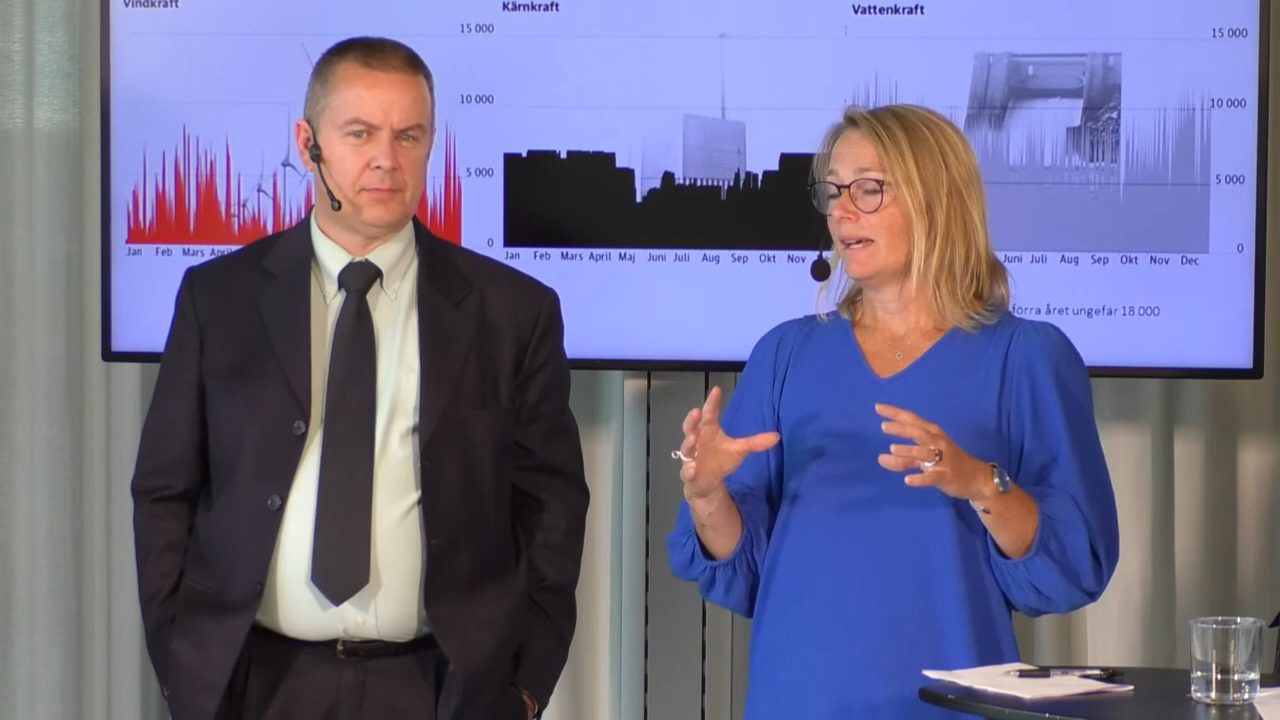 Vindkraft
Kärnkraft
Vattenkraft
15 000
10 000
5 000
0
15 000
10 000
5 000
0
Jan Feb Mars April
Jan Feb Mars April Maj Juni Juli Aug Sep Okt Nov
Juni Juli Aug Sep Okt Nov Dec
förra året ungefär 18 000